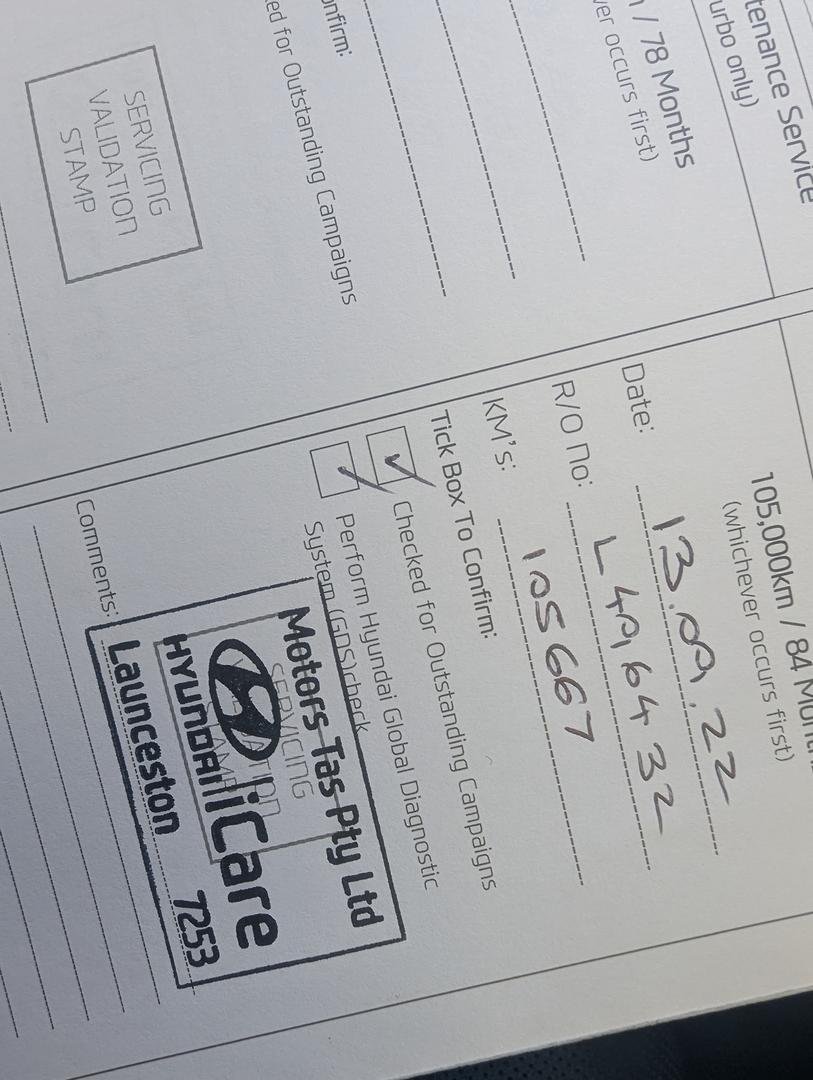 tenance Service
urbo only)
/ 78 Months
ver occurs first)
onfirm:
ed for Outstanding Campaigns
SERVICING
VALIDATION
STAMP
105,000km / 84 Month
(whichever occurs first)
Date: 13.09.22
R/O no: L4096432
KM's: 105667
Tick Box To Confirm:
Checked for Outstanding Campaigns
Perform Hyundai Global Diagnostic
System (GDS) check
SERVICING
Motors Tas Pty Ltd
iCare
HYUNDAI
Launceston 7253
Comments: